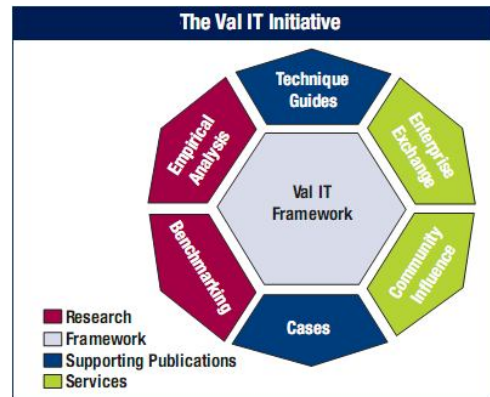 The Val IT Initiative
Technique
Guides
Empirical
Analysis
Enterprise
Exchange
Val IT
Framework
Benchmarking
Community
Influence
Cases
Research
Framework
Supporting Publications
Services